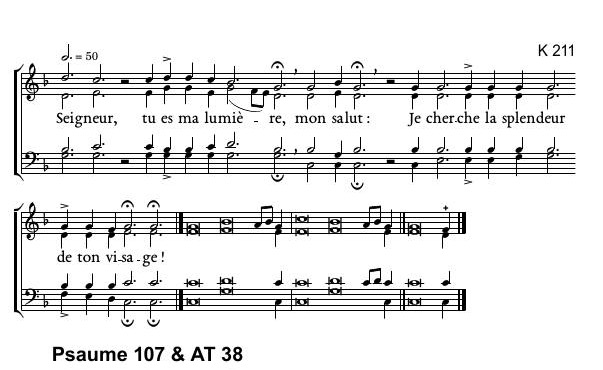 𝅗𝅥. = 50
K 211
Seigneur, tu es ma lumiè - re, mon salut : Je cher-che la splendeur
de ton vi-sa-ge !
Psaume 107 & AT 38